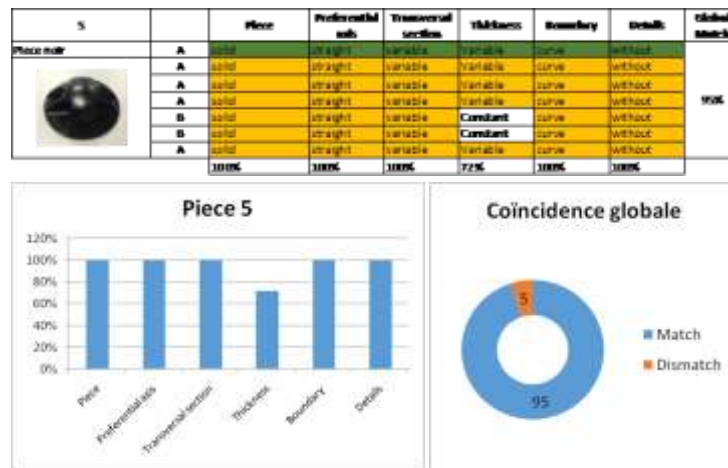 5 Piece Preferential axis Transversal section Thickness Boundary Details Global Match
Piece noir A solid straight variable Variable curve without
A solid straight variable Variable curve without
A solid straight variable Variable curve without
A solid straight variable Variable curve without
B solid straight variable Constant curve without
B solid straight variable Constant curve without
A solid straight variable Variable curve without
95%
100% 100% 100% 72% 100% 100%
Piece 5
120%
100%
80%
60%
40%
20%
0%
Piece
Preferential axis
Transversal section
Thickness
Boundary
Details
Coïncidence globale
5
95
Match
Dismatch